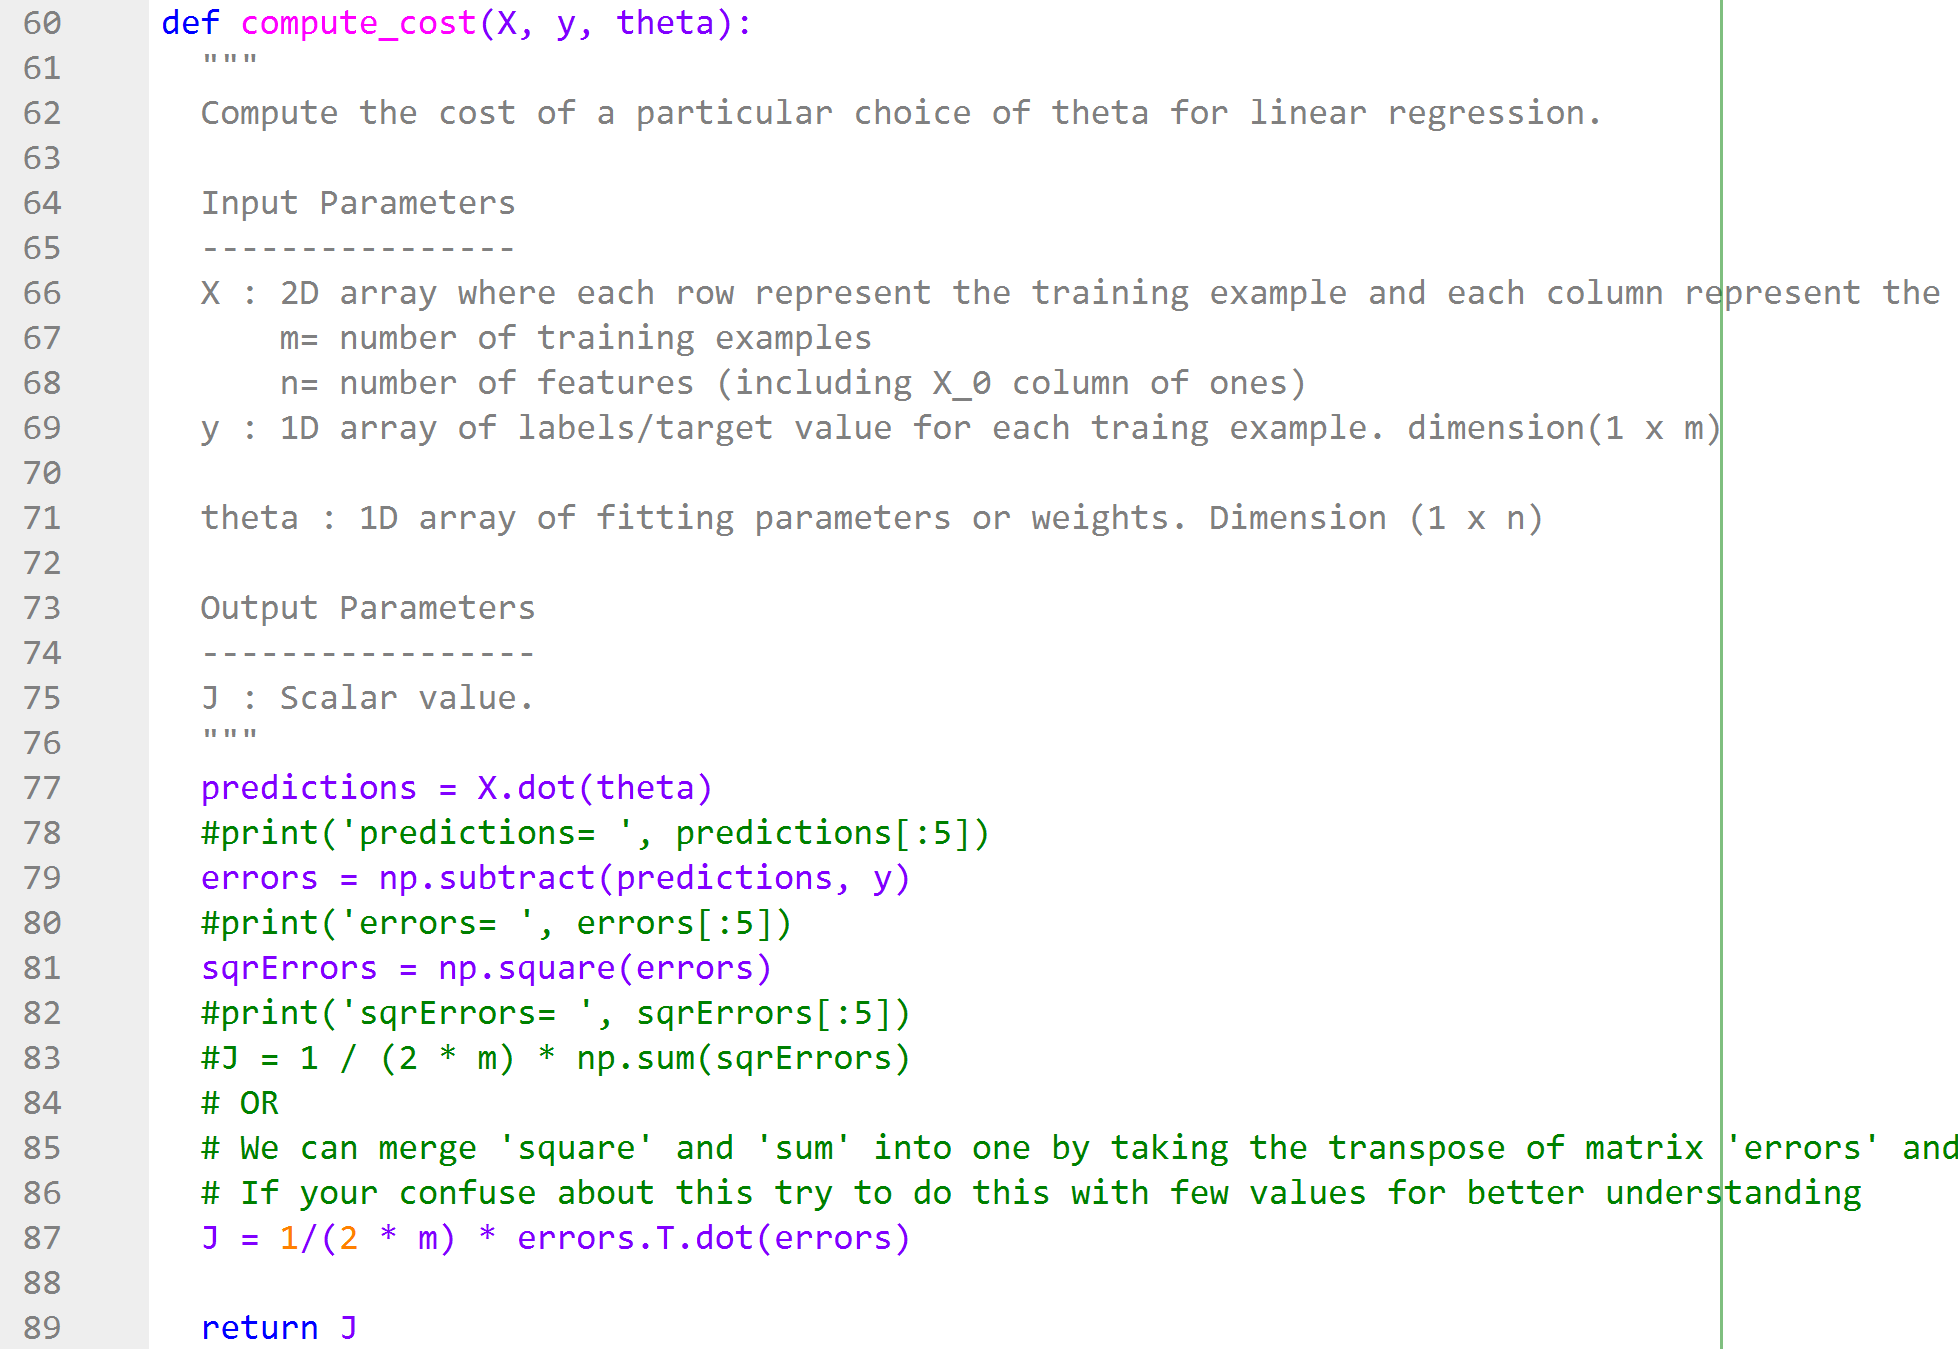 60 def compute_cost(X, y, theta):
61 """
62 Compute the cost of a particular choice of theta for linear regression.
63
64 Input Parameters
65 ----------------
66 X : 2D array where each row represent the training example and each column represent the
67 m= number of training examples
68 n= number of features (including X_0 column of ones)
69 y : 1D array of labels/target value for each traing example. dimension(1 x m)
70
71 theta : 1D array of fitting parameters or weights. Dimension (1 x n)
72
73 Output Parameters
74 -----------------
75 J : Scalar value.
76 """
77 predictions = X.dot(theta)
78 #print('predictions= ', predictions[:5])
79 errors = np.subtract(predictions, y)
80 #print('errors= ', errors[:5])
81 sqrErrors = np.square(errors)
82 #print('sqrErrors= ', sqrErrors[:5])
83 #J = 1 / (2 * m) * np.sum(sqrErrors)
84 # OR
85 # We can merge 'square' and 'sum' into one by taking the transpose of matrix 'errors' and
86 # If your confuse about this try to do this with few values for better understanding
87 J = 1/(2 * m) * errors.T.dot(errors)
88
89 return J